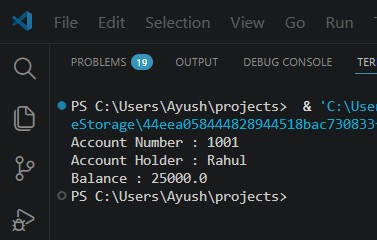 File Edit Selection View Go Run
PROBLEMS 19 OUTPUT DEBUG CONSOLE
PS C:\Users\Ayush\projects> & 'C:\User
eStorage\44eea058444828944518bac730833
Account Number : 1001
Account Holder : Rahul
Balance : 25000.0
PS C:\Users\Ayush\projects>